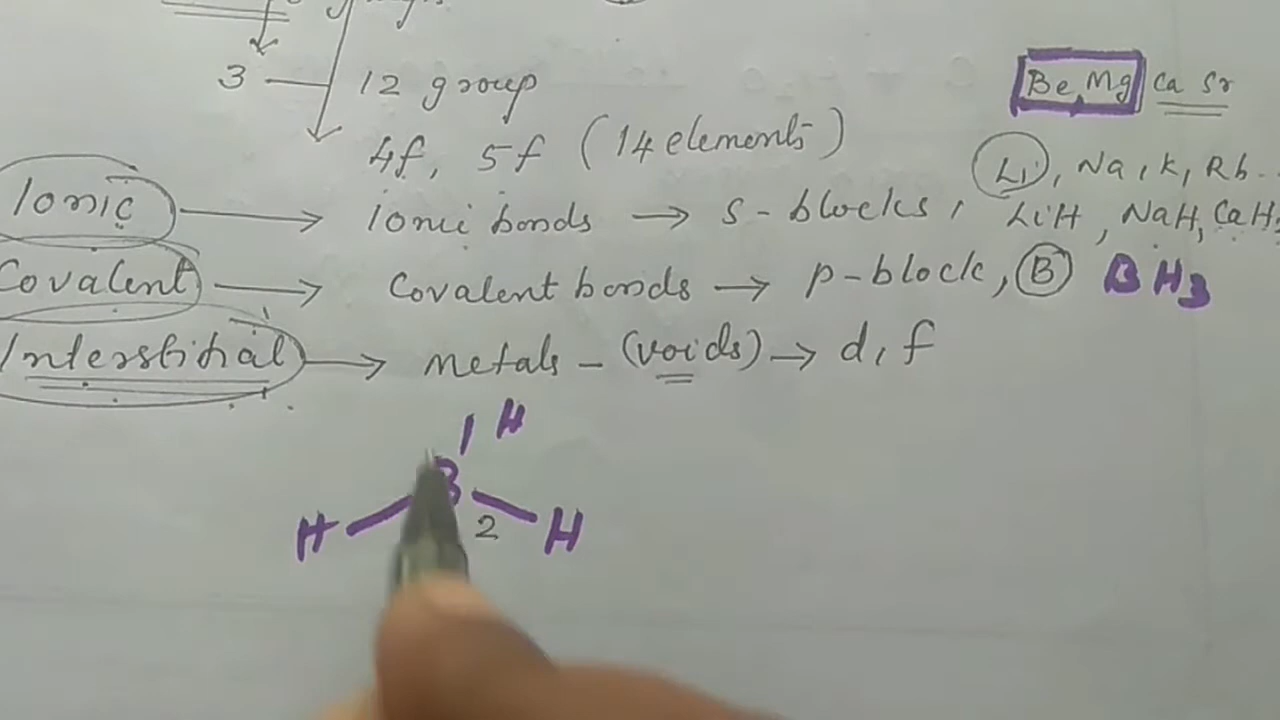 3 — 12 group
Be, Mg Ca Sr
4f, 5f (14 elements)
Li, Na, K, Rb
Ionic → Ionic bonds → S-blocks, LiH, NaH, CaH
Covalent → Covalent bonds → p-block, B BH3
Interstitial → metals - (voids) → d, f
H
B
H 2 H